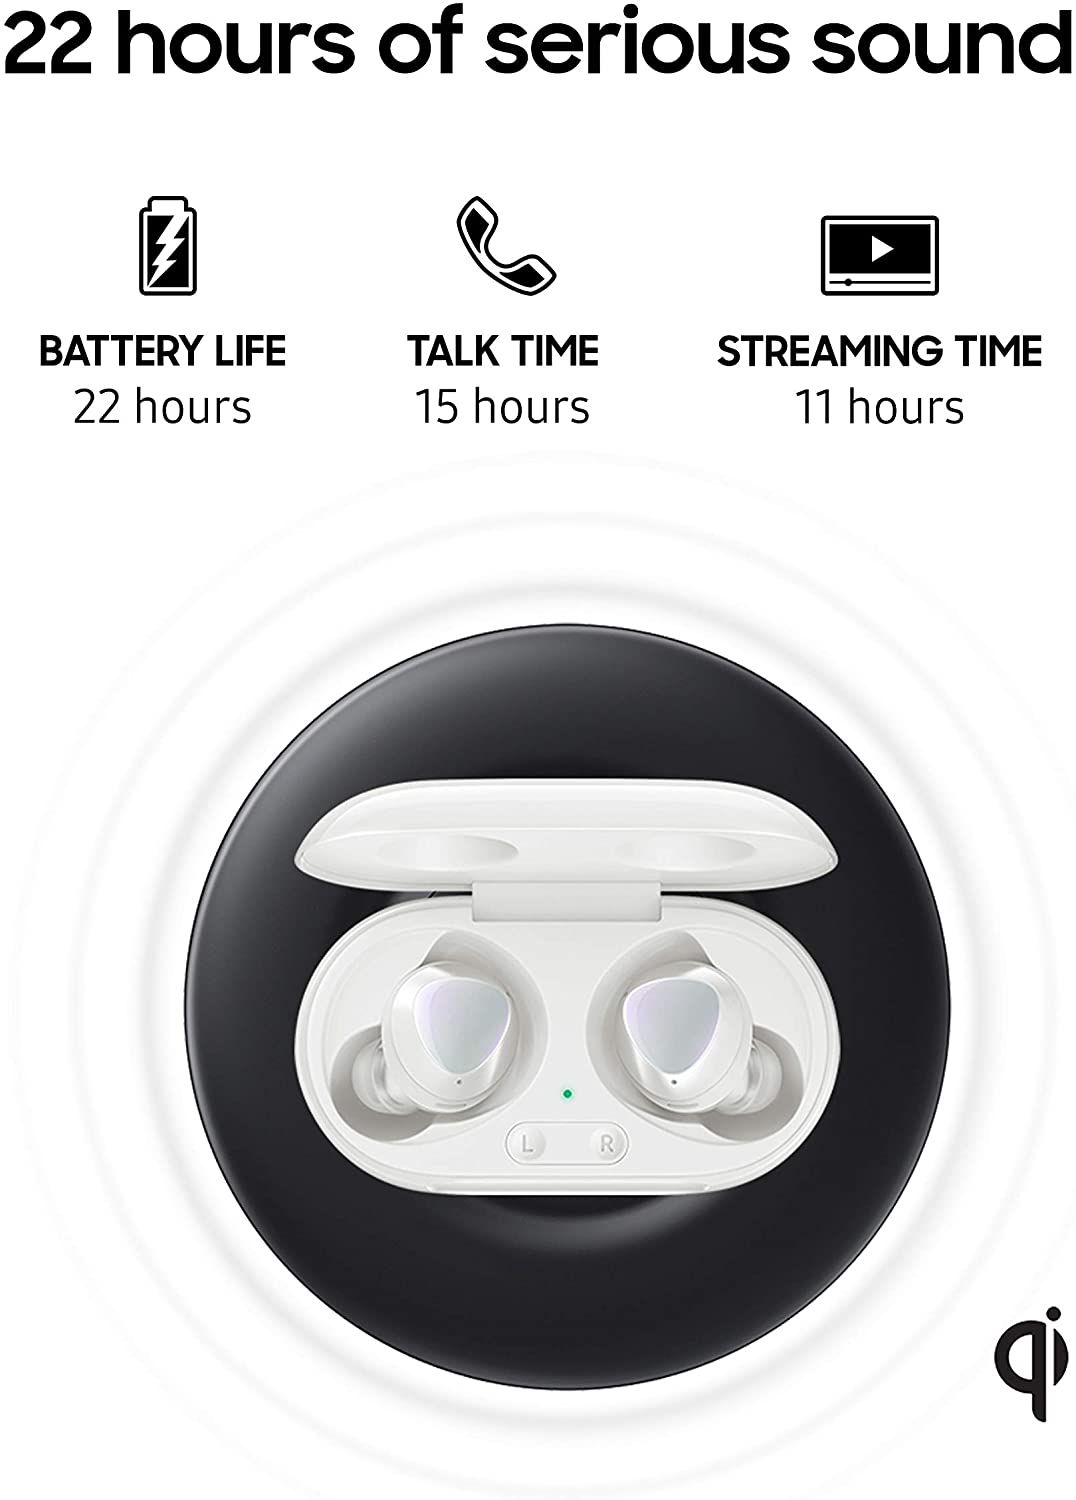 22 hours of serious sound
BATTERY LIFE
22 hours
TALK TIME
15 hours
STREAMING TIME
11 hours
L R
qi